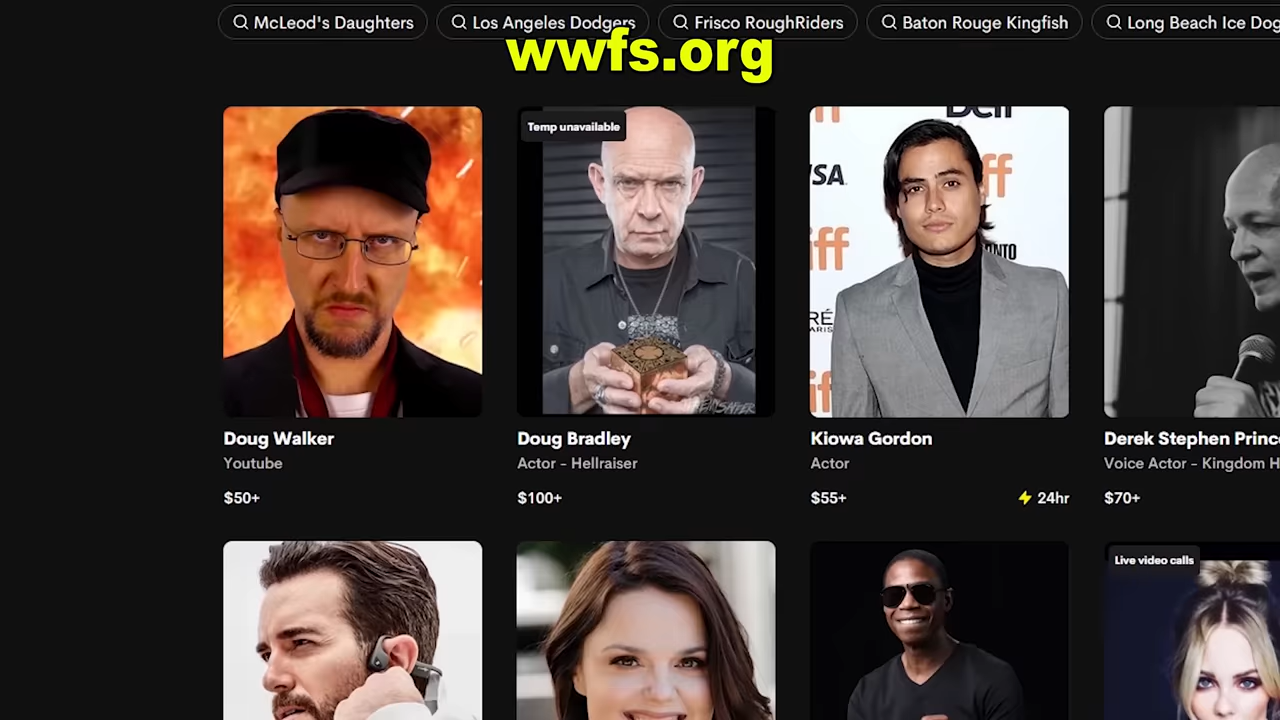 McLeod's Daughters
Los Angeles Dodgers
Frisco RoughRiders
Baton Rouge Kingfish
Long Beach Ice Dog
wwfs.org
Temp unavailable
Doug Walker
Youtube
$50+
Doug Bradley
Actor - Hellraiser
$100+
Kiowa Gordon
Actor
$55+
24hr
Derek Stephen Princ
Voice Actor - Kingdom H
$70+
Live video calls